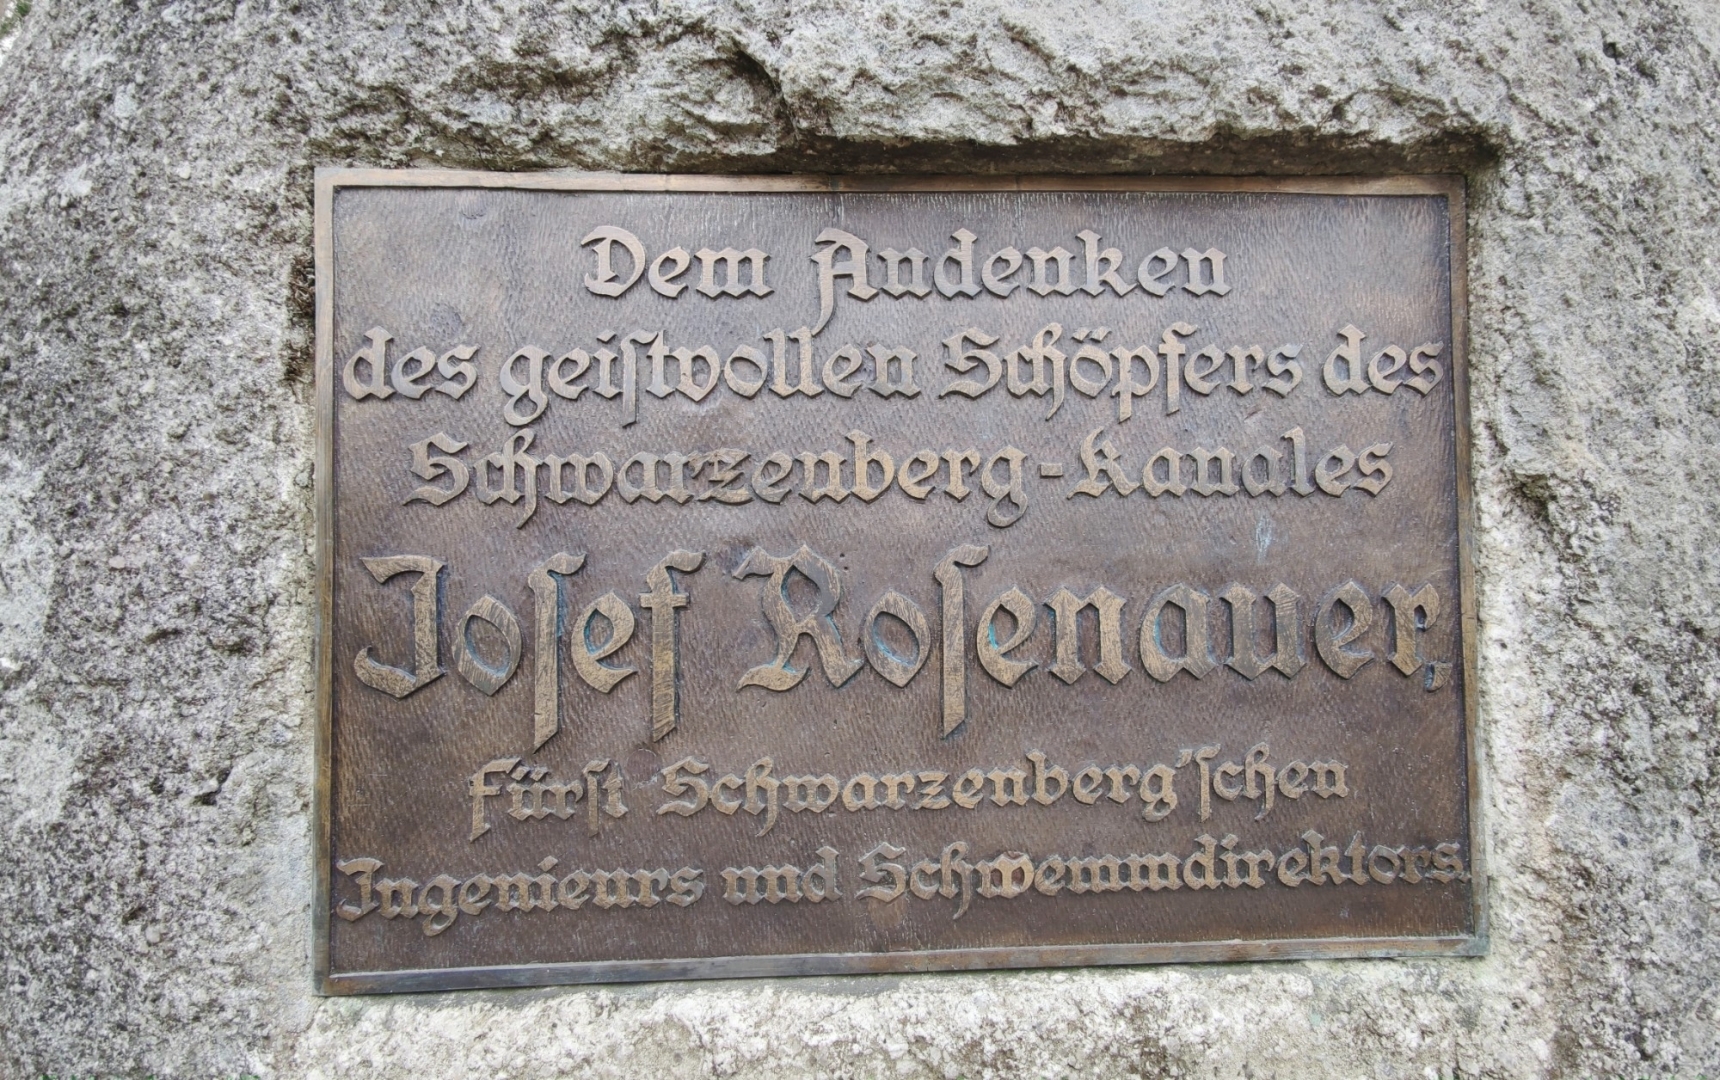 Dem Andenken
des geiſtvollen Schöpfers des
Schwarzenberg-Kanales
Joſef Roſenauer,
Fürſt Schwarzenberg'ſchen
Ingenieurs und Schwemmdirektors.